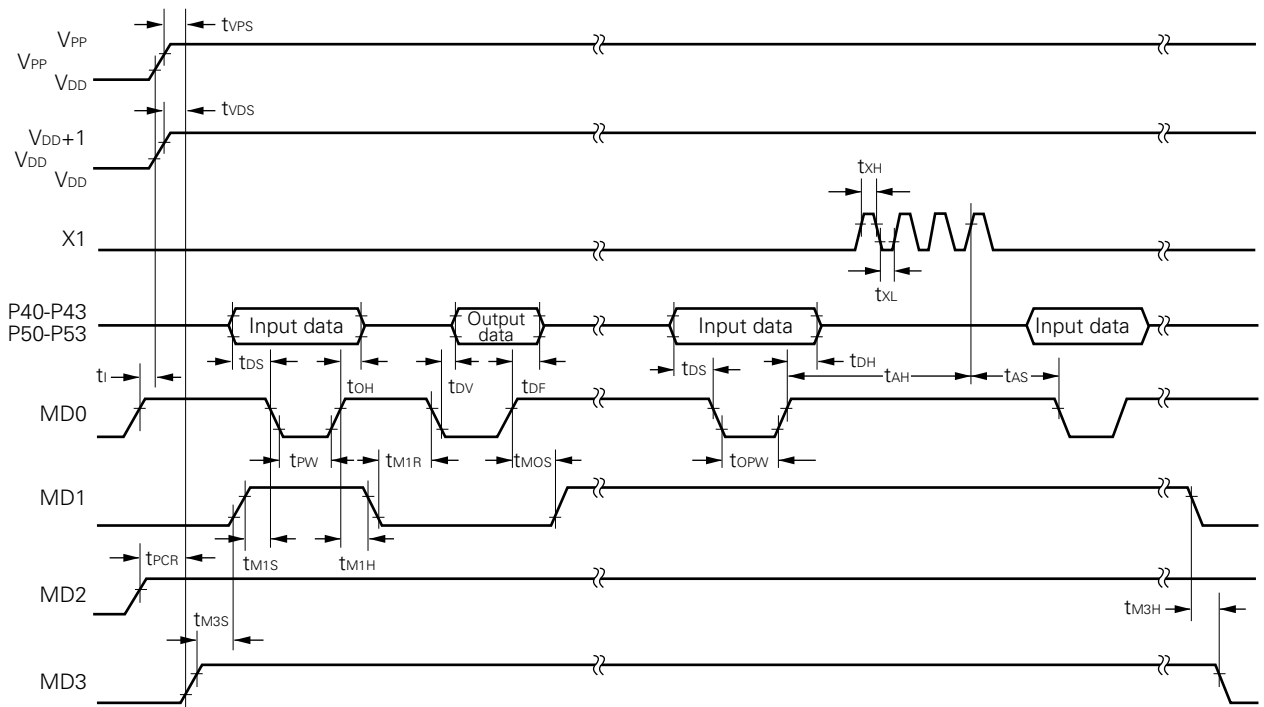 tVPS
VPP
VPP
VDD
tVDS
VDD+1
VDD
VDD
tXH
X1
tXL
P40-P43
P50-P53
Input data
Output
data
Input data
Input data
tDS
tOH
tDV
tDF
tDS
tDH
tAH
tAS
tI
MD0
tPW
tM1R
tMOS
tOPW
MD1
tM1S
tM1H
tPCR
MD2
tM3S
tM3H
MD3